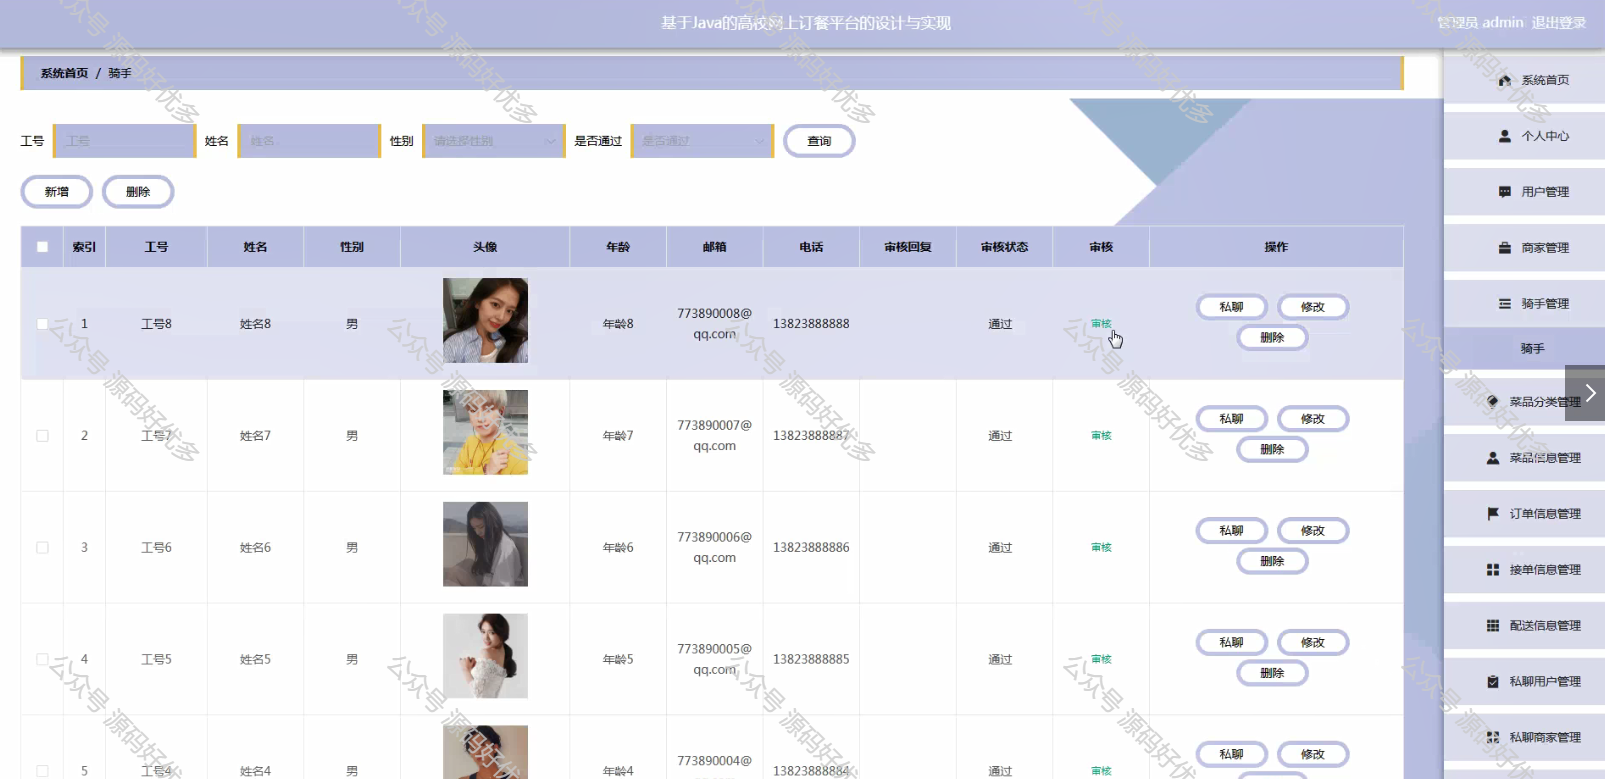 基于Java的高校网上订餐平台的设计与实现
管理员 admin 退出登录
系统首页 / 骑手
工号 工号 姓名 姓名 性别 请选择性别 是否通过 是否通过 查询
新增 删除
索引 工号 姓名 性别 头像 年龄 邮箱 电话 审核回复 审核状态 审核 操作
1 工号8 姓名8 男 年龄8 773890008@qq.com 13823888888 通过 审核 私聊 修改 删除
2 工号7 姓名7 男 年龄7 773890007@qq.com 13823888887 通过 审核 私聊 修改 删除
3 工号6 姓名6 男 年龄6 773890006@qq.com 13823888886 通过 审核 私聊 修改 删除
4 工号5 姓名5 男 年龄5 773890005@qq.com 13823888885 通过 审核 私聊 修改 删除
5 工号4 姓名4 男 年龄4 773890004@ 13823888884 通过 审核 私聊 修改
系统首页
个人中心
用户管理
商家管理
骑手管理
骑手
菜品分类管理
菜品信息管理
订单信息管理
接单信息管理
配送信息管理
私聊用户管理
私聊商家管理
公众号 源码好优多